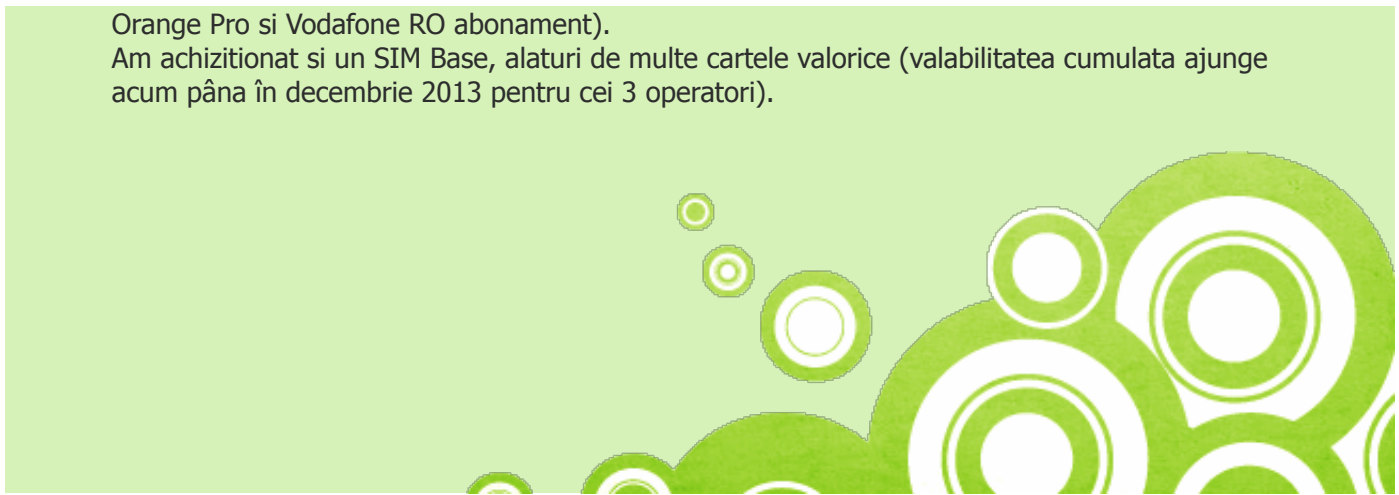 Orange Pro si Vodafone RO abonament).
Am achizitionat si un SIM Base, alaturi de multe cartele valorice (valabilitatea cumulata ajunge
acum pâna în decembrie 2013 pentru cei 3 operatori).